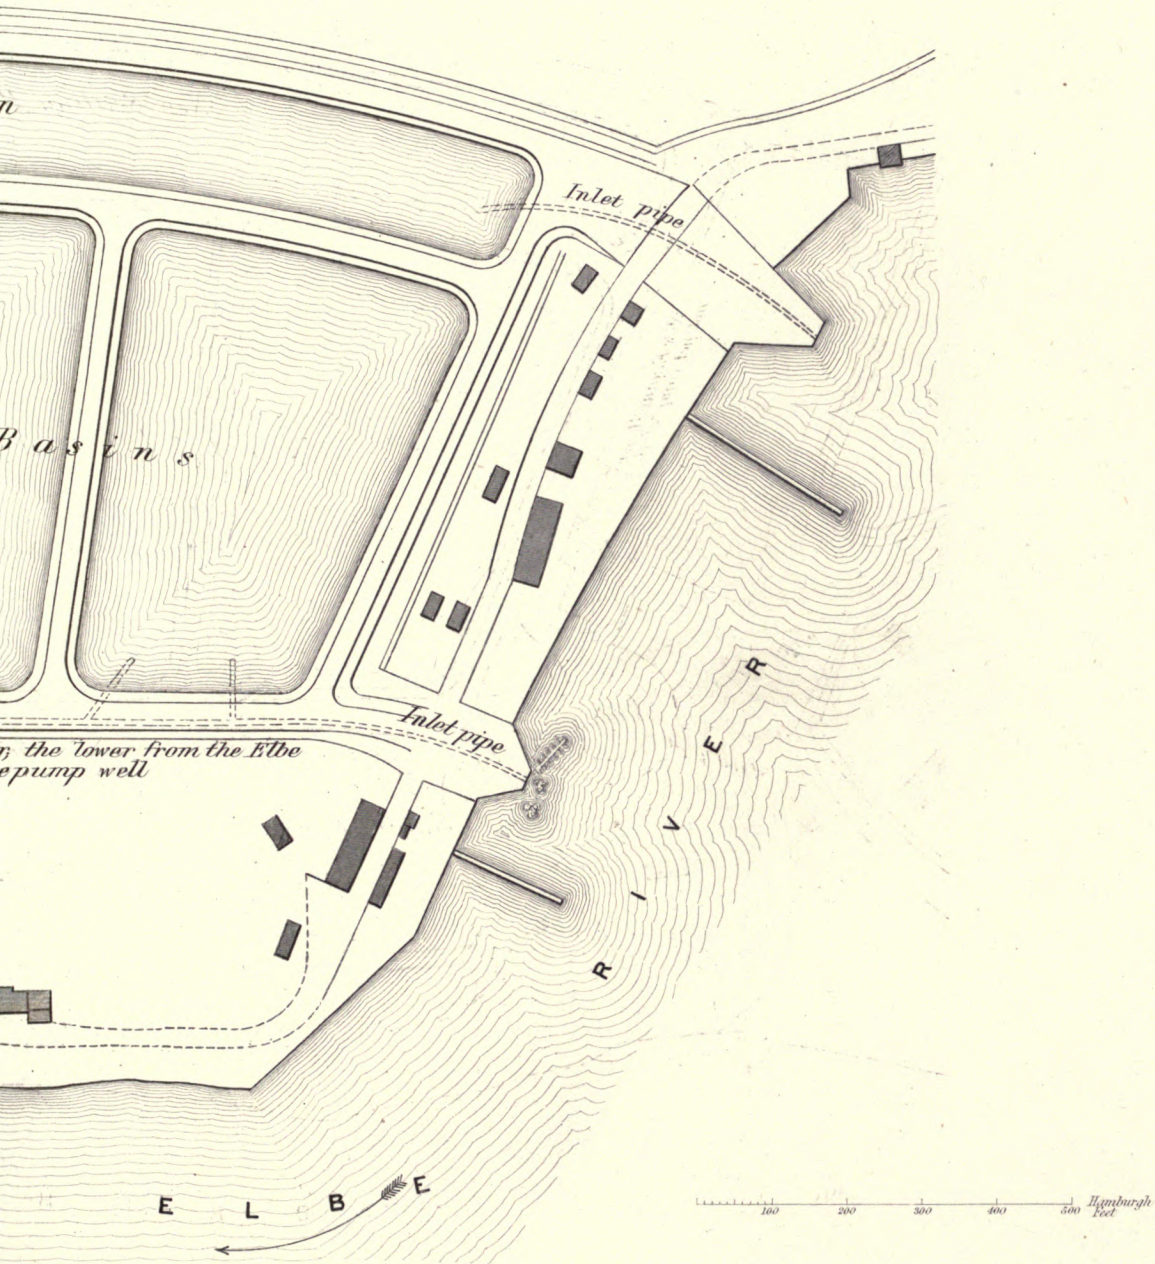 n
Inlet pipe
Basins
Inlet pipe
r, the lower from the Elbe
e pump well
RIVER
ELBE
100 200 300 400 500 Hamburgh
Feet